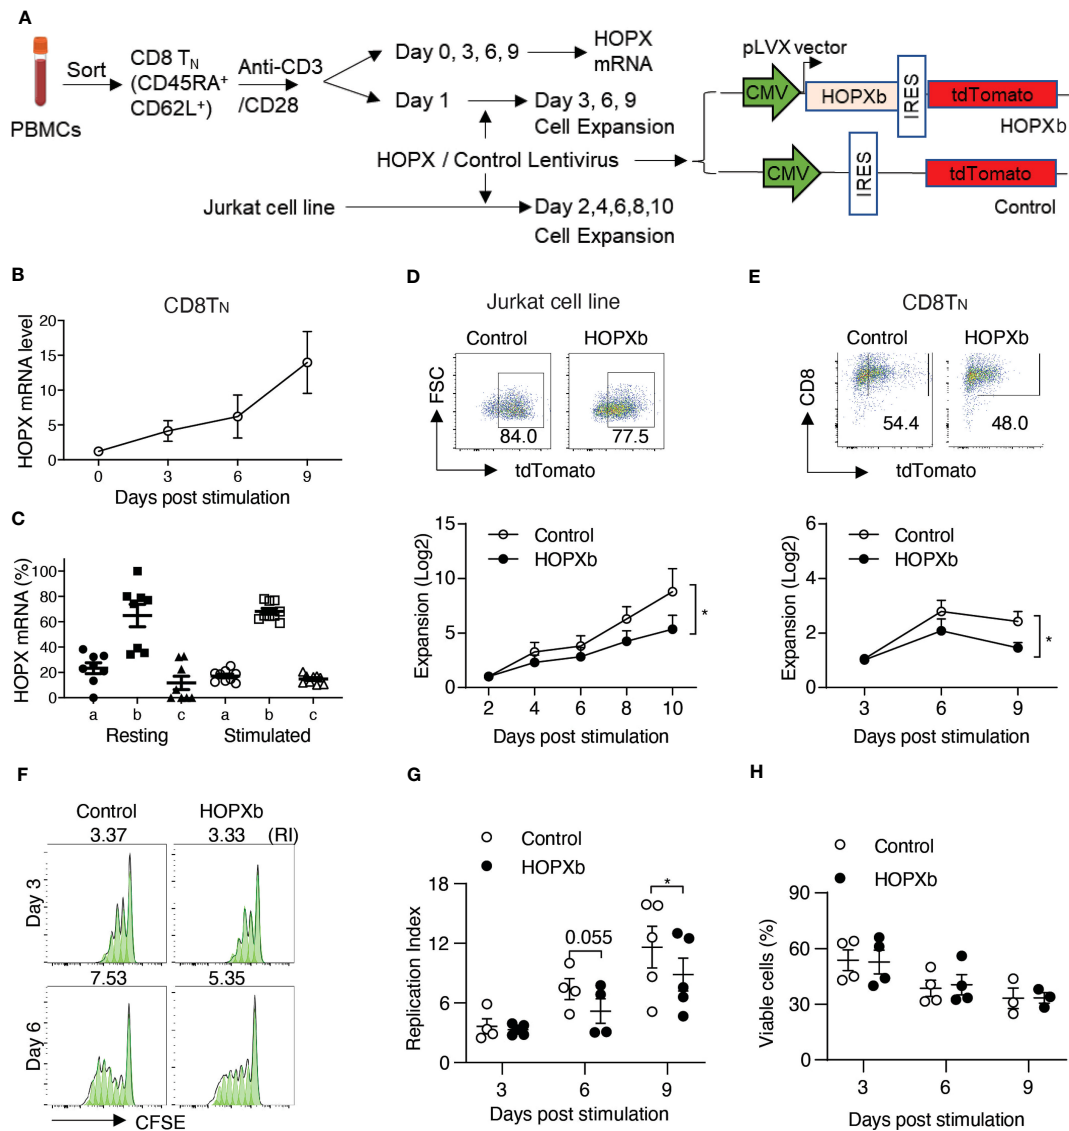 A
PBMCs
Sort
CD8 TN
(CD45RA+
CD62L+)
Anti-CD3
/CD28
Day 0, 3, 6, 9
HOPX
mRNA
Day 1
Day 3, 6, 9
Cell Expansion
HOPX / Control Lentivirus
Jurkat cell line
Day 2,4,6,8,10
Cell Expansion
pLVX vector
CMV
HOPXb
IRES
tdTomato
HOPXb
CMV
IRES
tdTomato
Control
B
CD8TN
HOPX mRNA level
20
15
10
5
0
0 3 6 9
Days post stimulation
C
HOPX mRNA (%)
100
80
60
40
20
0
a b c a b c
Resting Stimulated
D
Jurkat cell line
Control HOPXb
FSC
84.0 77.5
tdTomato
Expansion (Log2)
15
10
5
0
Control
HOPXb
*
2 4 6 8 10
Days post stimulation
E
CD8TN
Control HOPXb
CD8
54.4 48.0
tdTomato
Expansion (Log2)
6
4
2
0
Control
HOPXb
*
3 6 9
Days post stimulation
F
Control HOPXb
3.37 3.33 (RI)
Day 3
7.53 5.35
Day 6
CFSE
G
Control
HOPXb
Replication Index
18
12
6
0
0.055
*
3 6 9
Days post stimulation
H
Control
HOPXb
Viable cells (%)
90
60
30
0
3 6 9
Days post stimulation